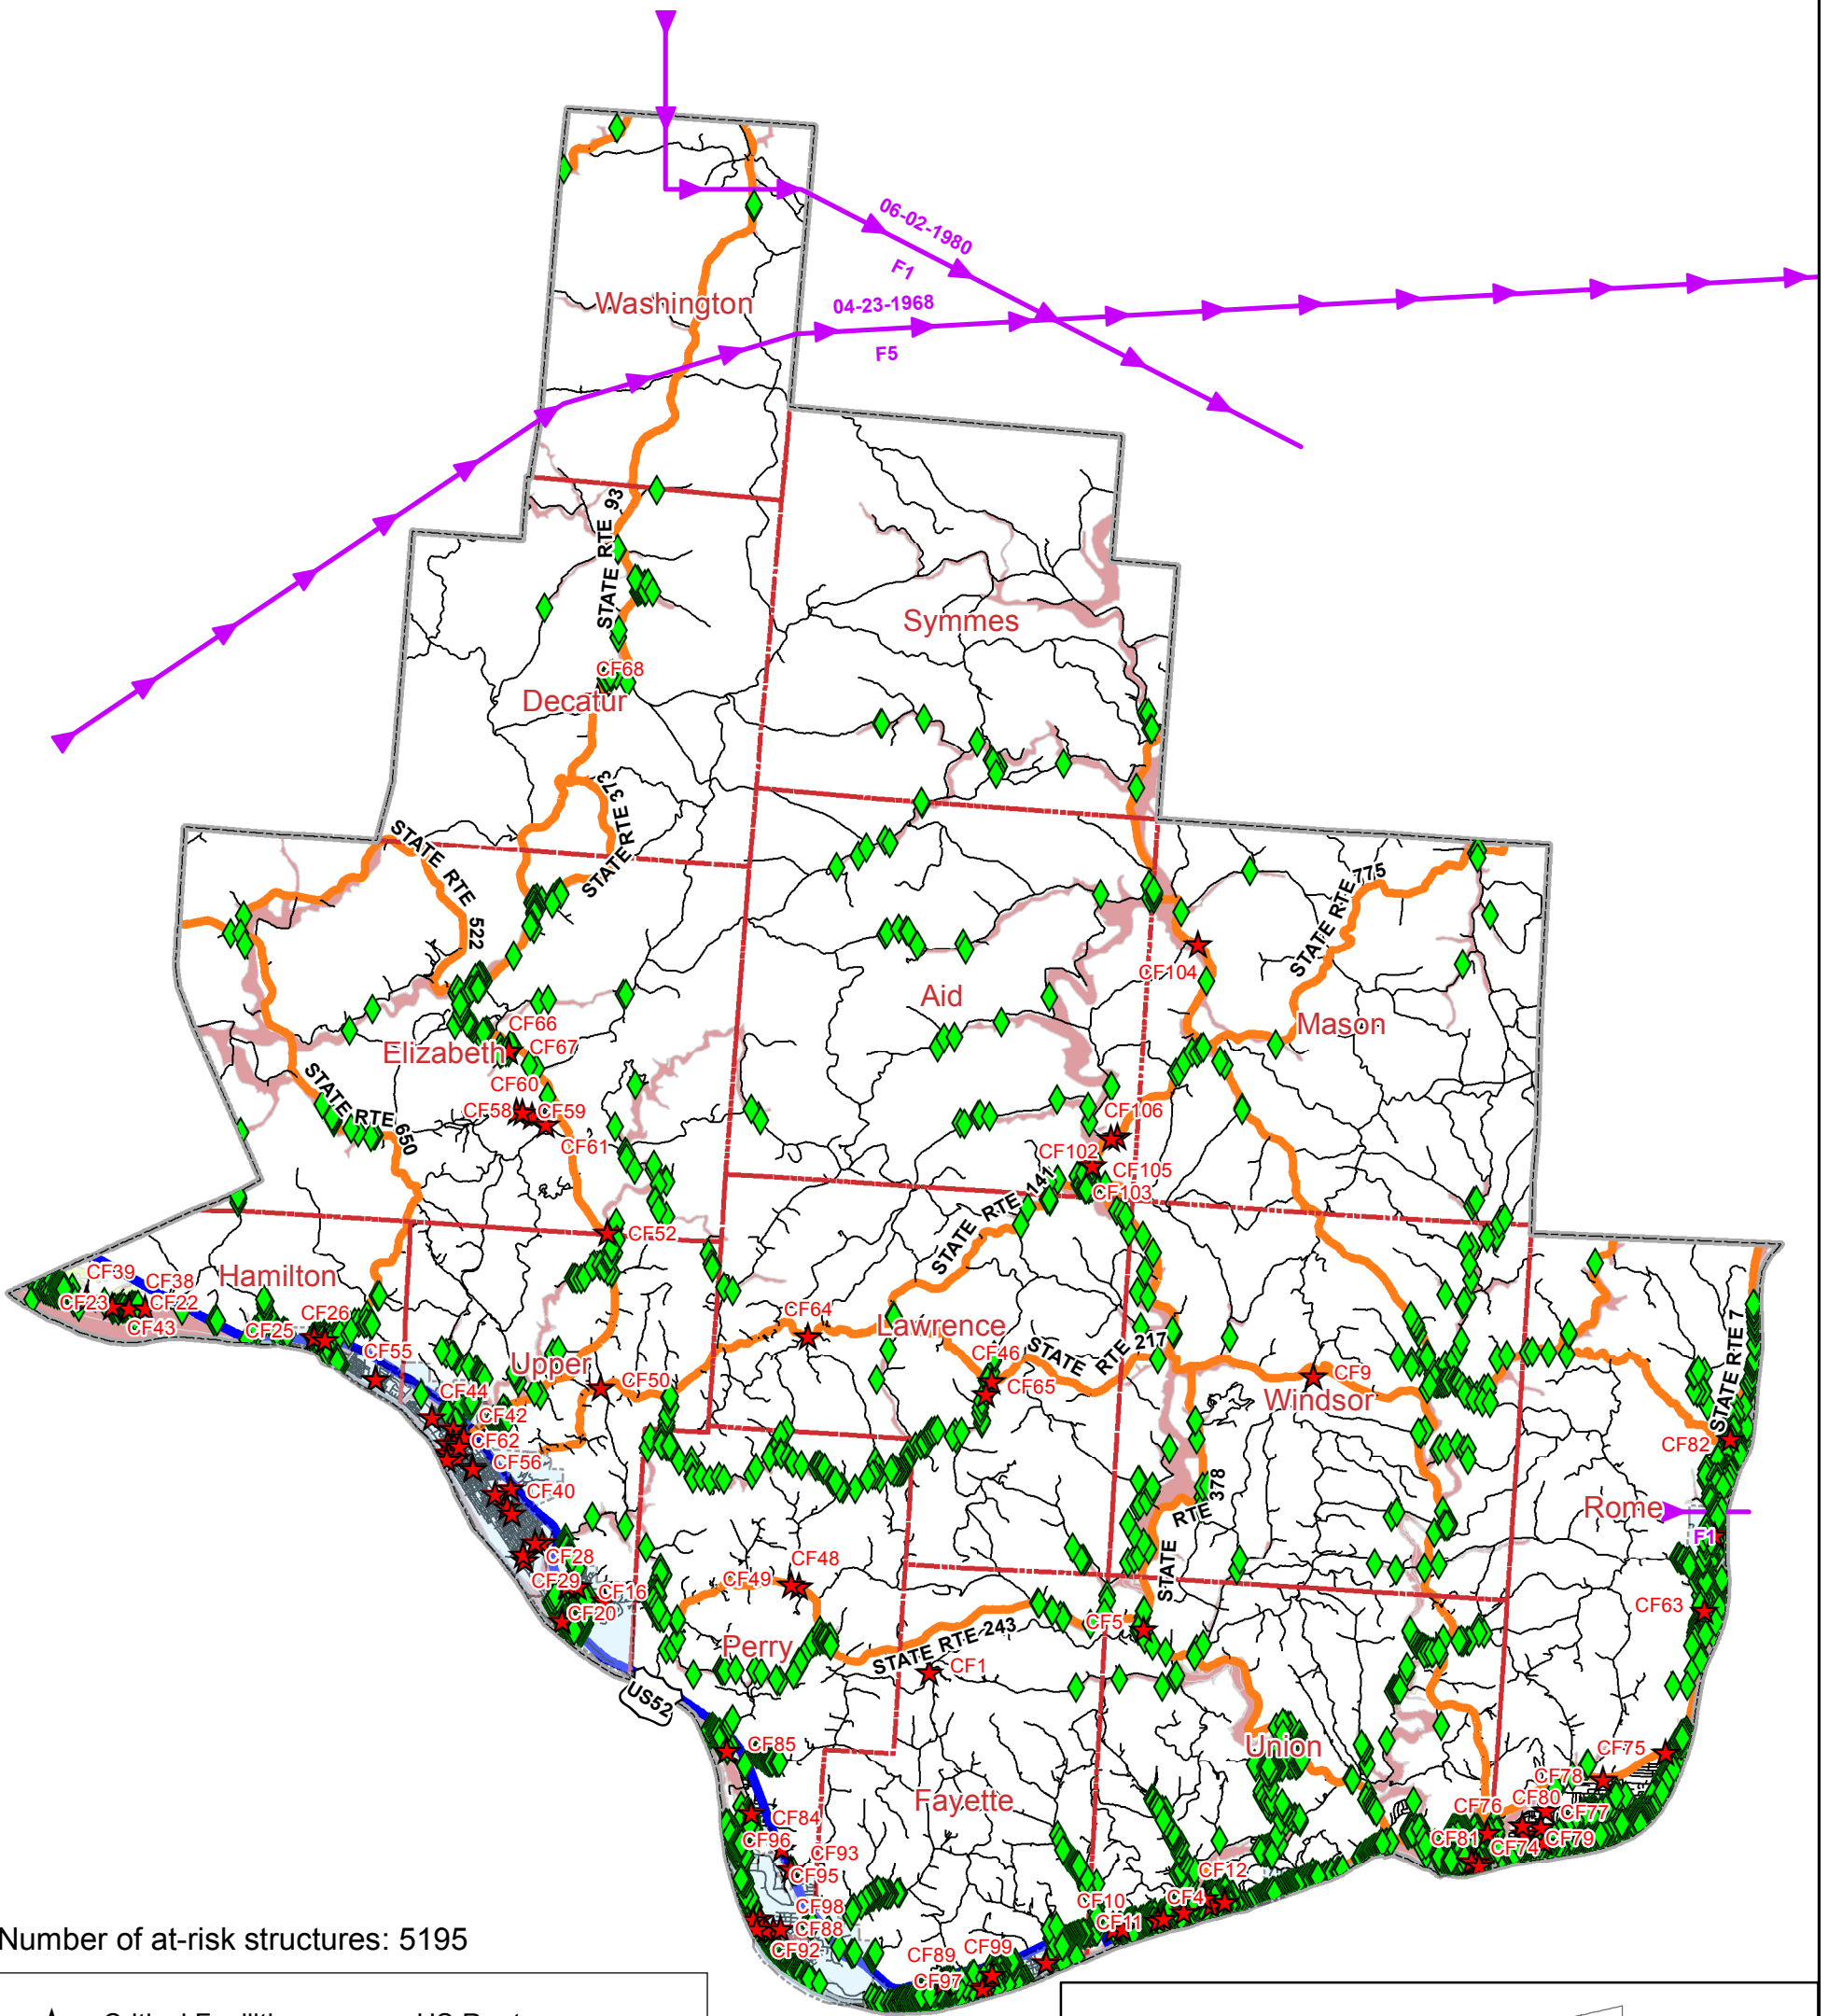 06-02-1980
F1
04-23-1968
F5
Washington
STATE RTE 93
Symmes
CF68
Decatur
STATE RTE 373
STATE RTE 522
STATE RTE 775
CF104
Aid
Mason
CF66
CF67
Elizabeth
CF60
CF58
CF59
CF61
STATE RTE 650
CF106
CF102
CF105
CF103
STATE RTE 141
CF52
Hamilton
CF39
CF38
CF23
CF22
CF43
CF26
CF25
CF64
Lawrence
STATE RTE 217
CF46
CF65
CF55
Upper
CF50
CF9
Windsor
CF44
CF42
CF62
CF56
CF40
STATE RTE 7
CF82
Rome
F1
STATE RTE 378
CF28
CF29
CF16
CF20
CF48
CF49
CF5
CF63
Perry
STATE RTE 243
CF1
US52
CF85
Union
CF75
CF78
CF84
Fayette
CF76
CF80
CF77
CF81
CF74
CF79
CF96
CF93
CF95
CF12
CF98
CF10
CF4
CF88
CF11
CF92
CF89
CF99
CF97
Number of at-risk structures: 5195